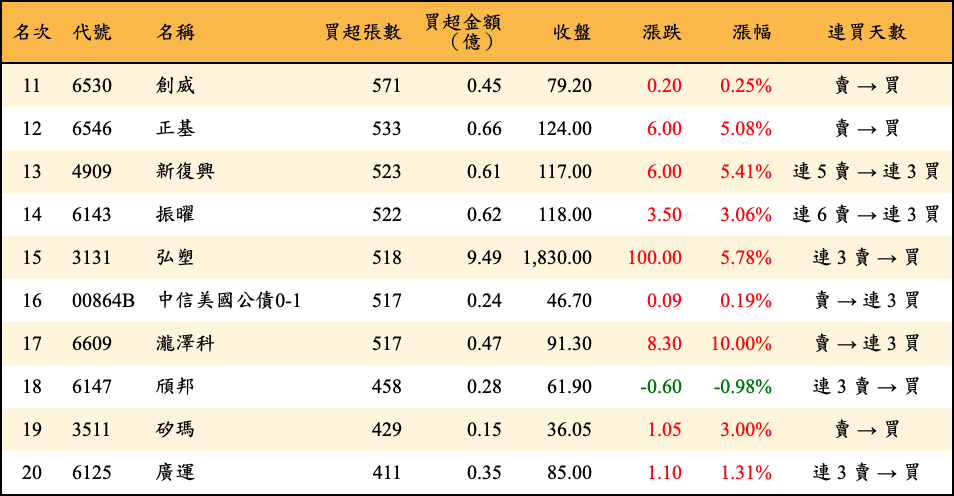 名次 代號 名稱 買超張數 買超金額（億） 收盤 漲跌 漲幅 連買天數
11 6530 創威 571 0.45 79.20 0.20 0.25% 賣 → 買
12 6546 正基 533 0.66 124.00 6.00 5.08% 賣 → 買
13 4909 新復興 523 0.61 117.00 6.00 5.41% 連 5 賣 → 連 3 買
14 6143 振曜 522 0.62 118.00 3.50 3.06% 連 6 賣 → 連 3 買
15 3131 弘塑 518 9.49 1,830.00 100.00 5.78% 連 3 賣 → 買
16 00864B 中信美國公債0-1 517 0.24 46.70 0.09 0.19% 賣 → 連 3 買
17 6609 瀧澤科 517 0.47 91.30 8.30 10.00% 賣 → 連 3 買
18 6147 頎邦 458 0.28 61.90 -0.60 -0.98% 連 3 賣 → 買
19 3511 矽瑪 429 0.15 36.05 1.05 3.00% 賣 → 買
20 6125 廣運 411 0.35 85.00 1.10 1.31% 連 3 賣 → 買